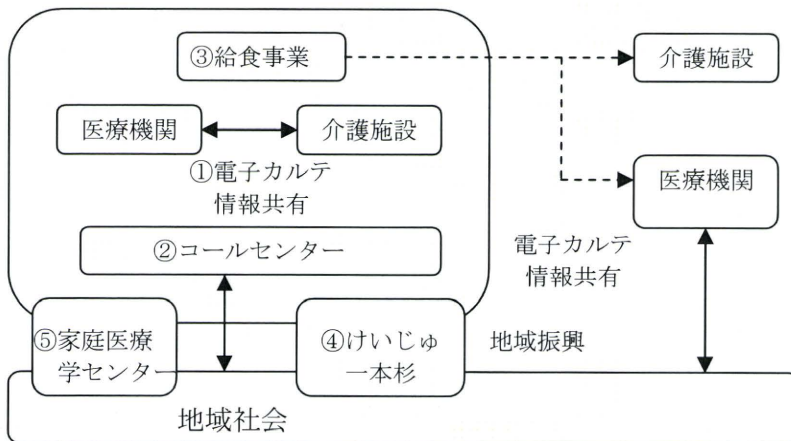 ③給食事業
介護施設
医療機関
介護施設
①電子カルテ
情報共有
医療機関
②コールセンター
電子カルテ
情報共有
⑤家庭医療
学センター
④けいじゅ
一本杉
地域振興
地域社会